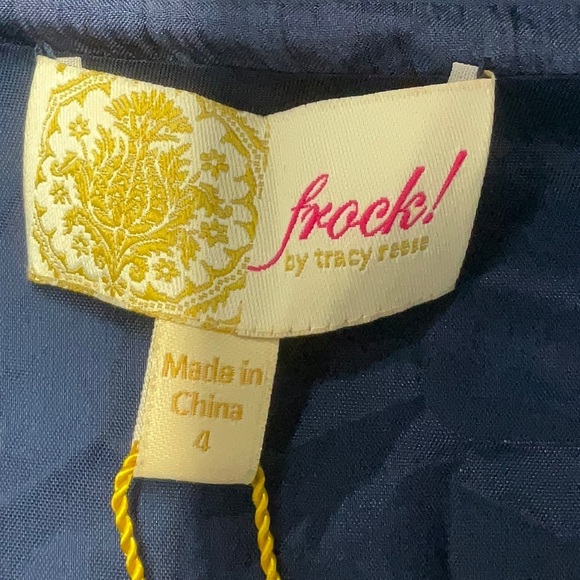 frock!
by tracy reese
Made in
China
4